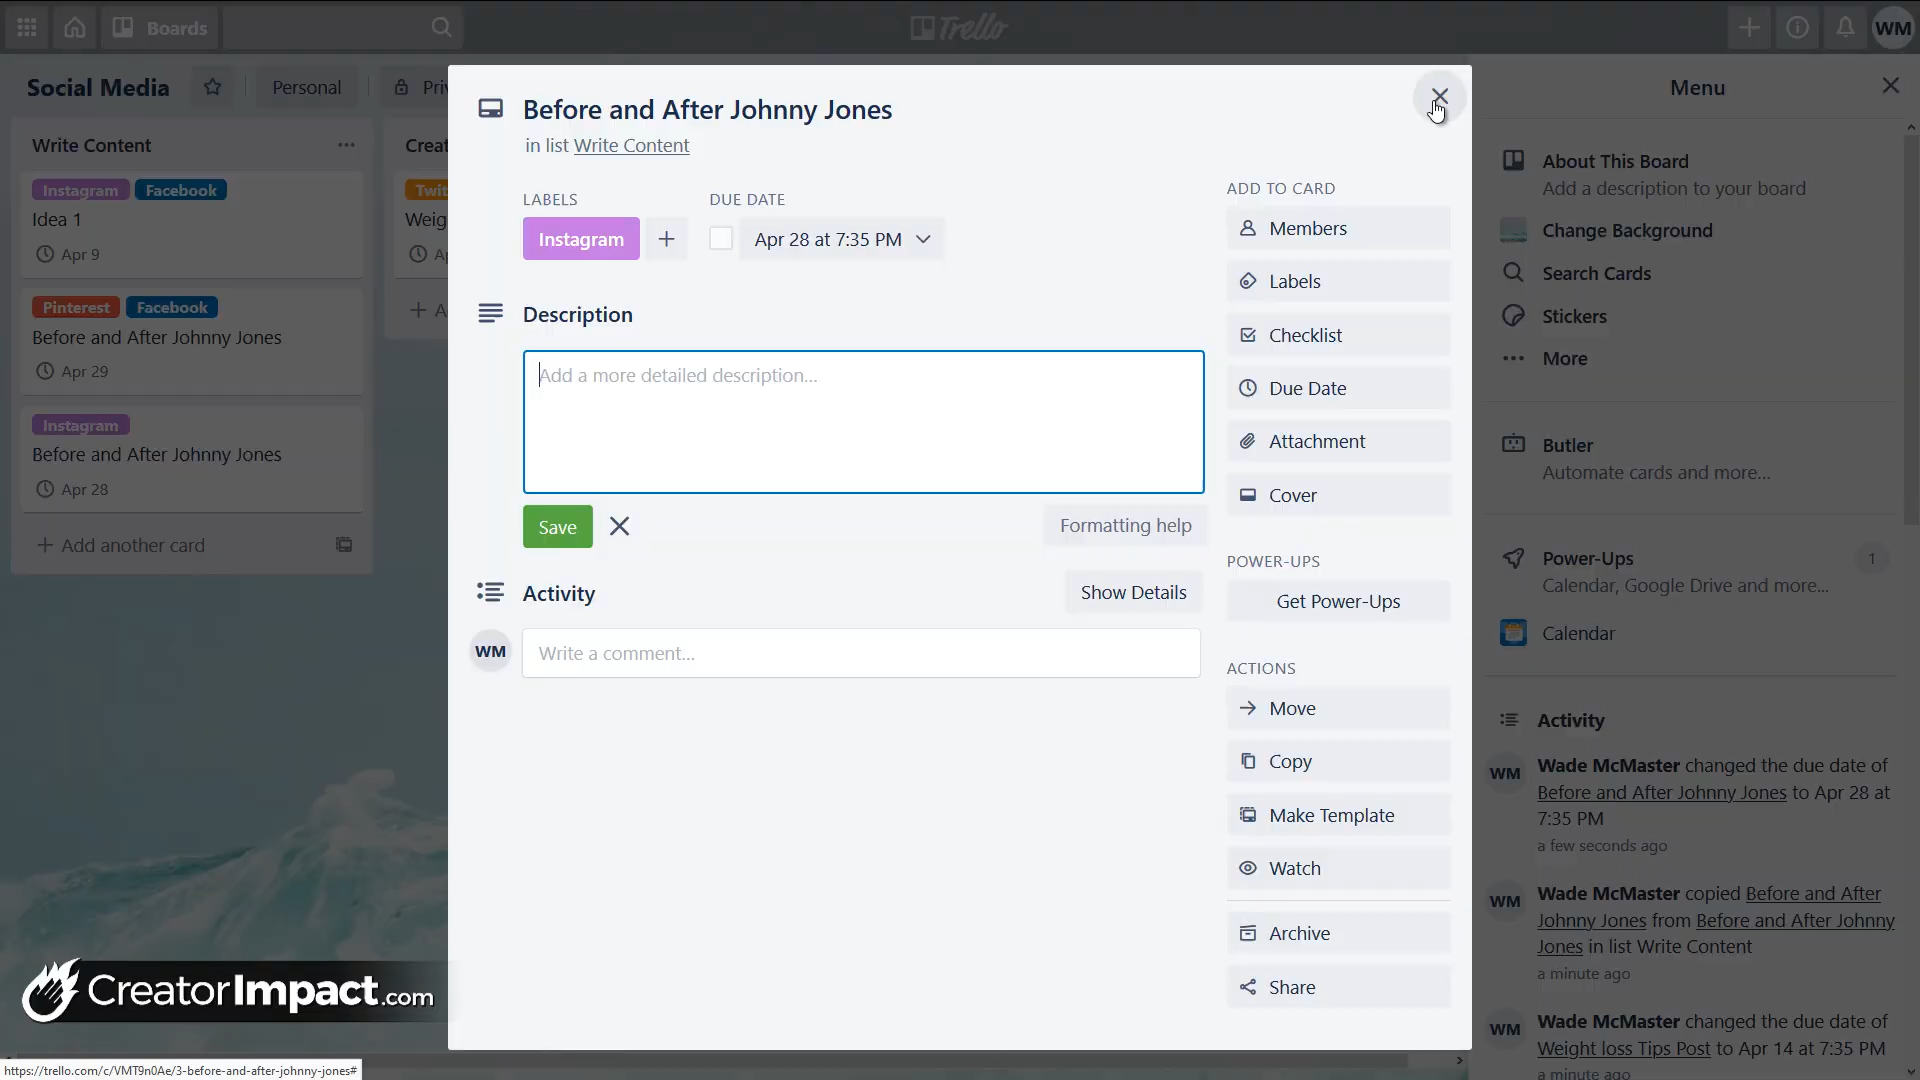 Boards
Trello
WM
Social Media
Personal
Write Content
Instagram Facebook
Idea 1
Apr 9
Pinterest Facebook
Before and After Johnny Jones
Apr 29
Instagram
Before and After Johnny Jones
Apr 28
Add another card
Before and After Johnny Jones
in list Write Content
LABELS
DUE DATE
Instagram
Apr 28 at 7:35 PM
Description
Add a more detailed description...
Save
Formatting help
Activity
Show Details
WM
Write a comment...
ADD TO CARD
Members
Labels
Checklist
Due Date
Attachment
Cover
POWER-UPS
Get Power-Ups
ACTIONS
Move
Copy
Make Template
Watch
Archive
Share
Menu
About This Board
Add a description to your board
Change Background
Search Cards
Stickers
More
Butler
Automate cards and more...
Power-Ups
1
Calendar, Google Drive and more...
Calendar
Activity
WM
Wade McMaster changed the due date of
Before and After Johnny Jones to Apr 28 at
7:35 PM
a few seconds ago
WM
Wade McMaster copied Before and After
Johnny Jones from Before and After Johnny
Jones in list Write Content
a minute ago
WM
Wade McMaster changed the due date of
Weight loss Tips Post to Apr 14 at 7:35 PM
a minute ago
CreatorImpact.com
https://trello.com/c/VMT9n0Ae/3-before-and-after-johnny-jones#